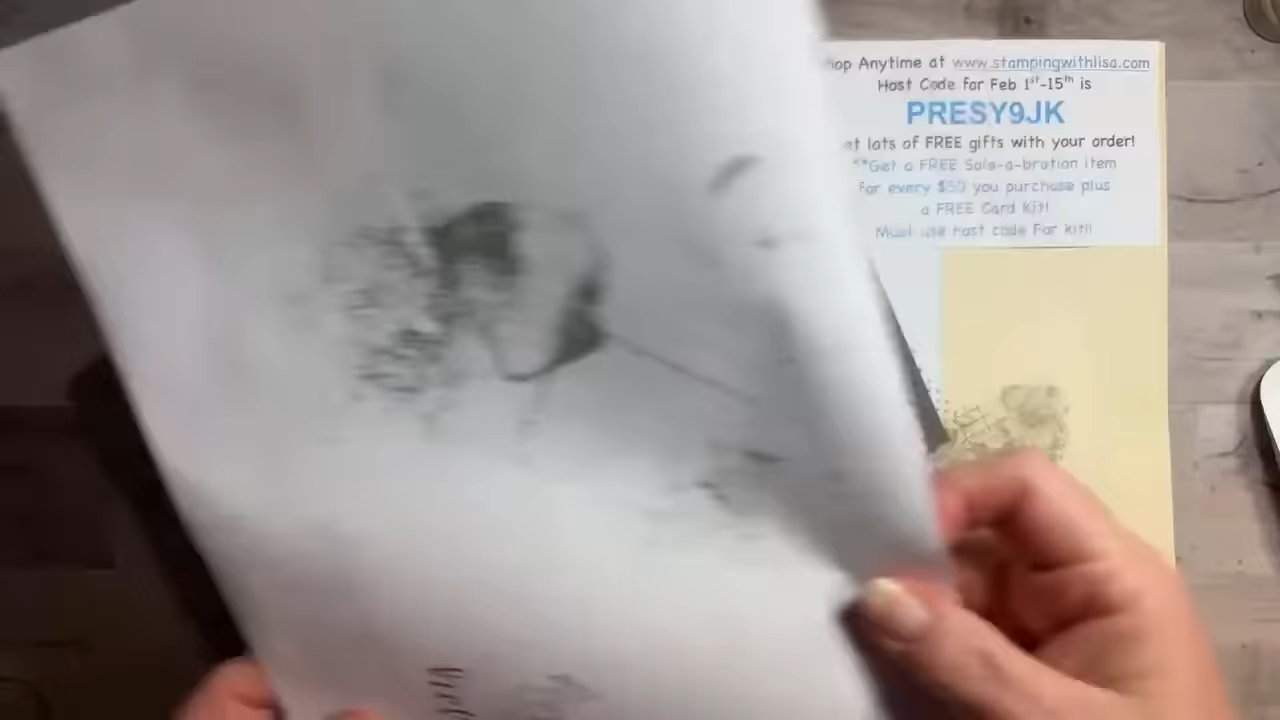 hop Anytime at www.stampingwithlisa.com
Host Code for Feb 1st-15th is
PRESY9JK
et lots of FREE gifts with your order!
**Get a FREE Sale-a-bration item
for every $50 you purchase plus
a FREE Card Kit!
Must use host code For kit!!